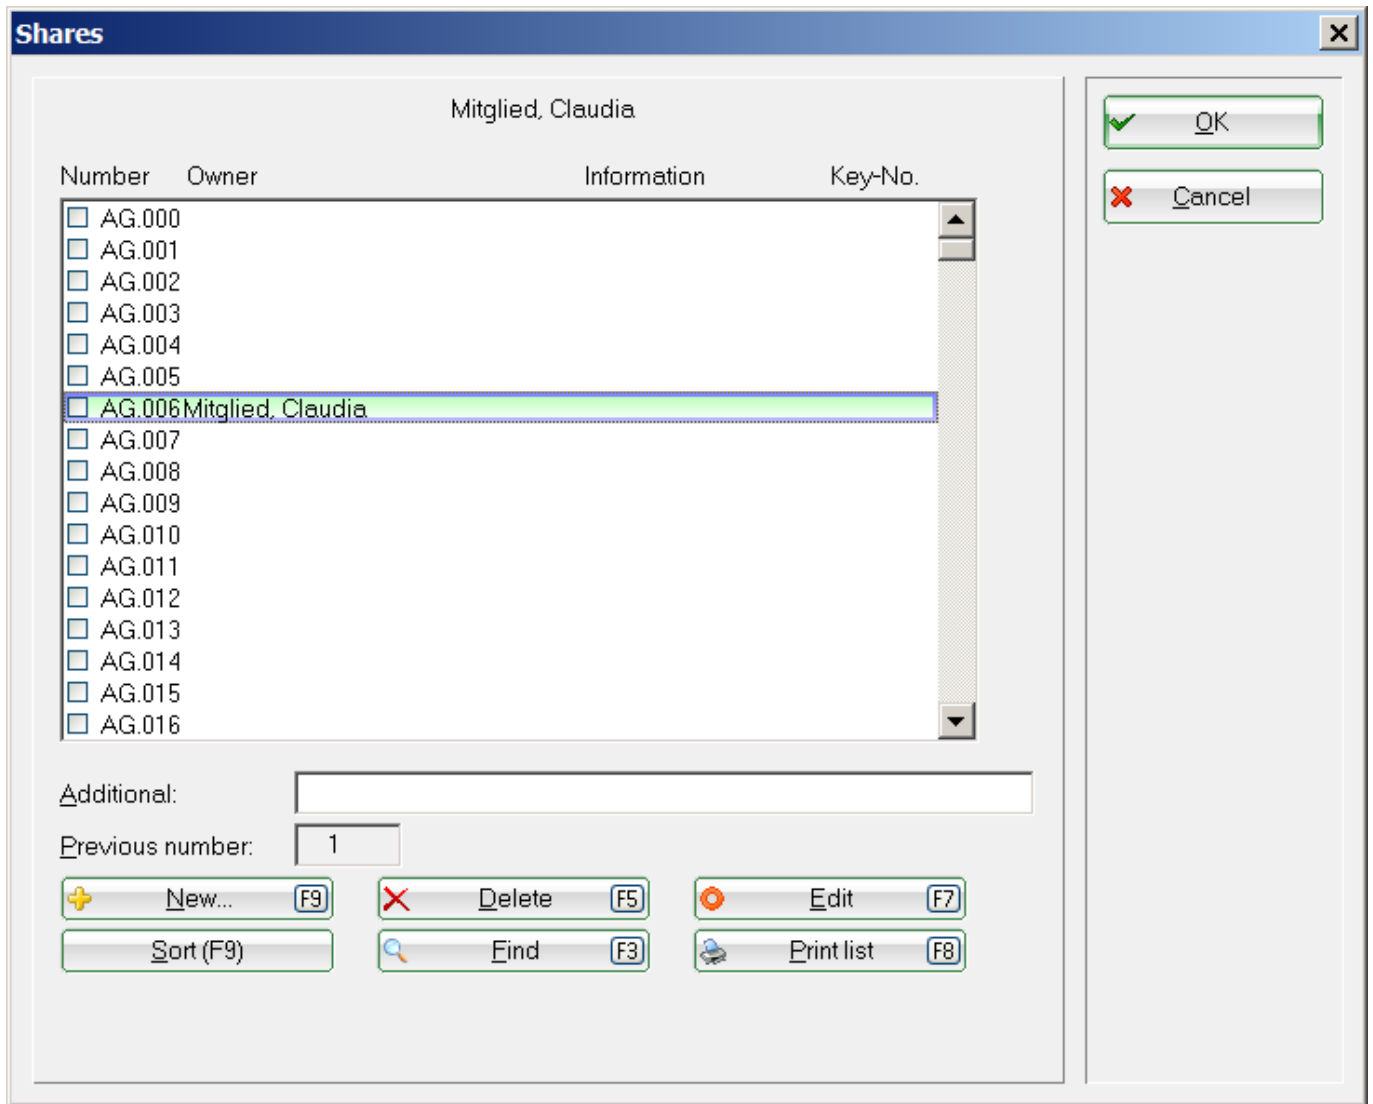 Shares
Mitglied, Claudia
OK
Cancel
Number Owner Information Key-No.
AG.000
AG.001
AG.002
AG.003
AG.004
AG.005
AG.006 Mitglied, Claudia
AG.007
AG.008
AG.009
AG.010
AG.011
AG.012
AG.013
AG.014
AG.015
AG.016
Additional:
Previous number: 1
New... F9 Delete F5 Edit F7
Sort (F9) Find F3 Print list F8